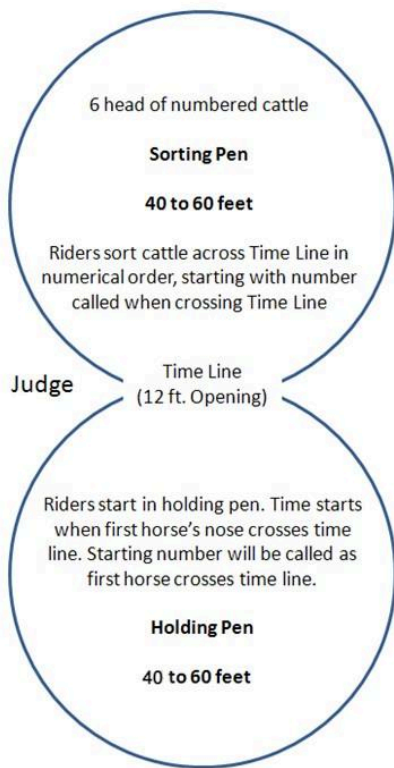 6 head of numbered cattle
Sorting Pen
40 to 60 feet
Riders sort cattle across Time Line in
numerical order, starting with number
called when crossing Time Line
Judge
Time Line
(12 ft. Opening)
Riders start in holding pen. Time starts
when first horse's nose crosses time
line. Starting number will be called as
first horse crosses time line.
Holding Pen
40 to 60 feet